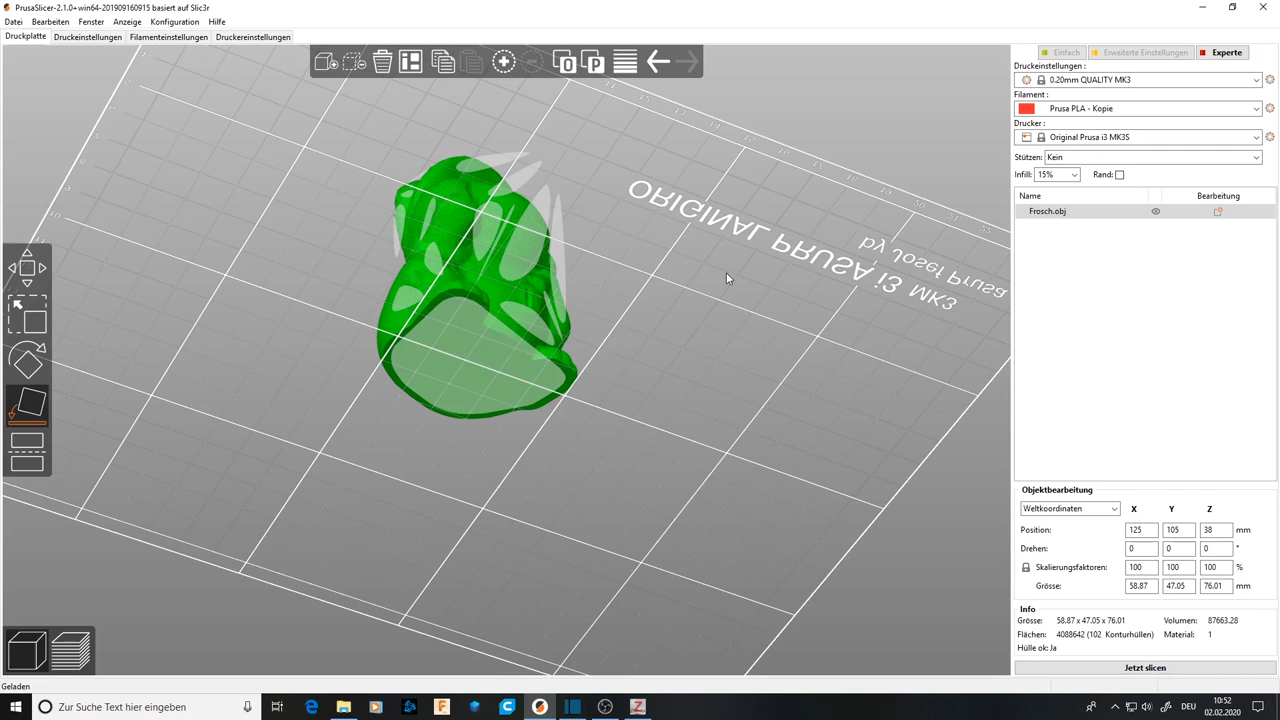 PrusaSlicer-2.1.0+win64-201909160915 basiert auf Slic3r
Datei Bearbeiten Fenster Anzeige Konfiguration Hilfe
Druckplatte Druckeinstellungen Filamenteinstellungen Druckereinstellungen
ORIGINAL PRUSA i3 MK3
by Josef Prusa
Einfach Erweiterte Einstellungen Experte
Druckeinstellungen :
0.20mm QUALITY MK3
Filament :
Prusa PLA - Kopie
Drucker :
Original Prusa i3 MK3S
Stützen: Kein
Infill: 15% Rand:
Name Bearbeitung
Frosch.obj
Objektbearbeitung
Weltkoordinaten X Y Z
Position: 125 105 38 mm
Drehen: 0 0 0 °
Skalierungsfaktoren: 100 100 100 %
Grösse: 58.87 47.05 76.01 mm
Info
Grösse: 58.87 x 47.05 x 76.01 Volumen: 87663.28
Flächen: 4088642 (102 Konturhüllen) Material: 1
Hülle ok: Ja
Jetzt slicen
Geladen
Zur Suche Text hier eingeben
DEU
10:52
02.02.2020